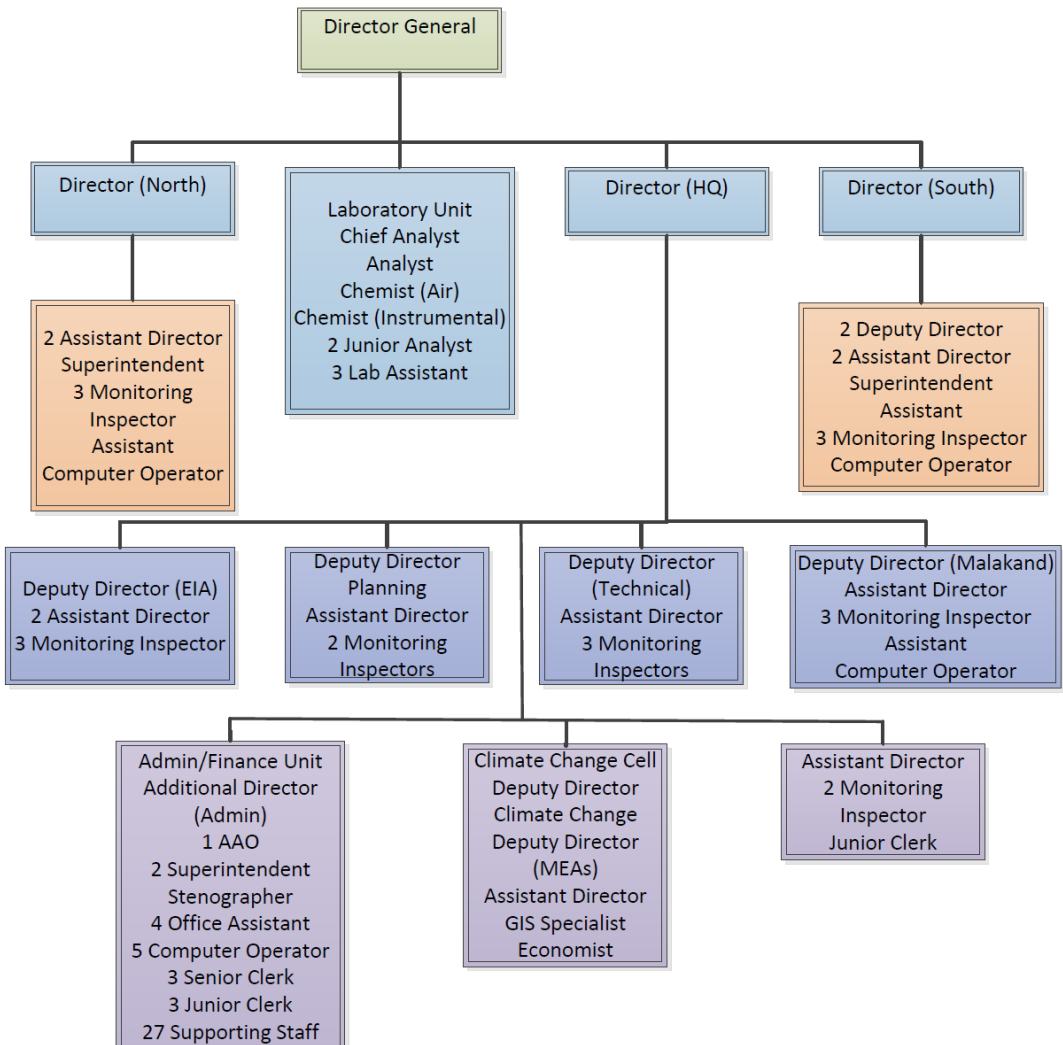 Director General
Director (North)
Laboratory Unit
Chief Analyst
Analyst
Chemist (Air)
Chemist (Instrumental)
2 Junior Analyst
3 Lab Assistant
Director (HQ)
Director (South)
2 Assistant Director
Superintendent
3 Monitoring
Inspector
Assistant
Computer Operator
2 Deputy Director
2 Assistant Director
Superintendent
Assistant
3 Monitoring Inspector
Computer Operator
Deputy Director (EIA)
2 Assistant Director
3 Monitoring Inspector
Deputy Director
Planning
Assistant Director
2 Monitoring
Inspectors
Deputy Director
(Technical)
Assistant Director
3 Monitoring
Inspectors
Deputy Director (Malakand)
Assistant Director
3 Monitoring Inspector
Assistant
Computer Operator
Admin/Finance Unit
Additional Director
(Admin)
1 AAO
2 Superintendent
Stenographer
4 Office Assistant
5 Computer Operator
3 Senior Clerk
3 Junior Clerk
27 Supporting Staff
Climate Change Cell
Deputy Director
Climate Change
Deputy Director
(MEAs)
Assistant Director
GIS Specialist
Economist
Assistant Director
2 Monitoring
Inspector
Junior Clerk